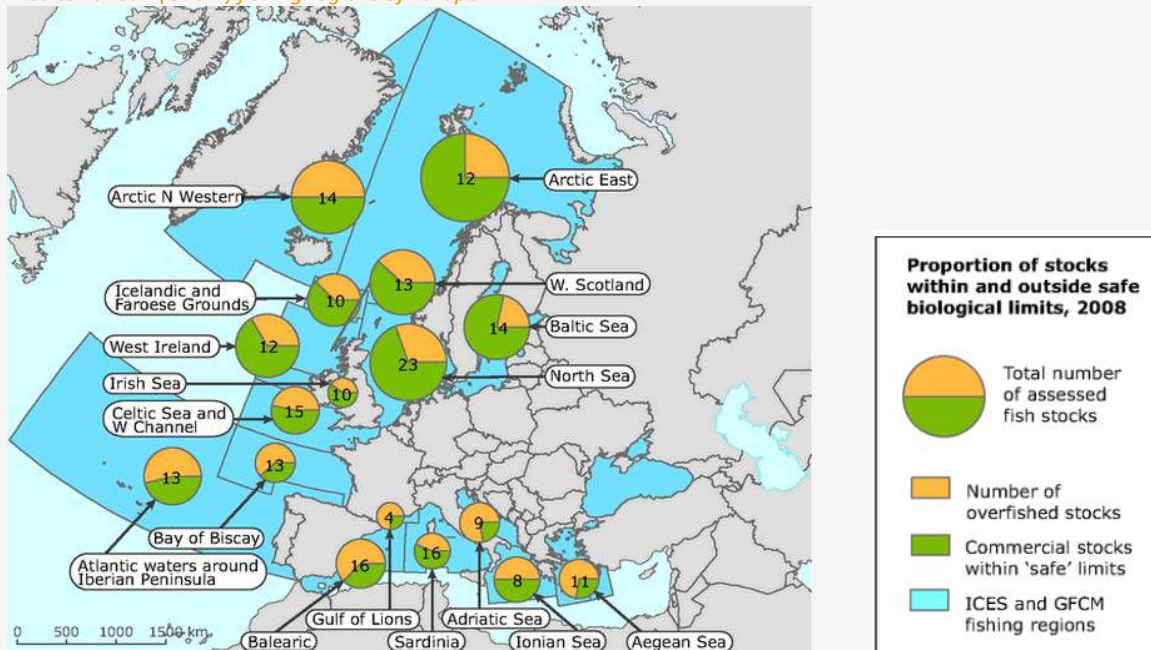 Arctic N Western
14
12
Arctic East
Icelandic and
Faroese Grounds
10
13
W. Scotland
West Ireland
12
14
Baltic Sea
Irish Sea
10
23
North Sea
Celtic Sea and
W Channel
15
13
13
Bay of Biscay
Atlantic waters around
Iberian Peninsula
4
9
16
16
8
11
Gulf of Lions
Adriatic Sea
Balearic
Sardinia
Ionian Sea
Aegean Sea
0 500 1000 1500 km
Proportion of stocks
within and outside safe
biological limits, 2008
Total number
of assessed
fish stocks
Number of
overfished stocks
Commercial stocks
within ‘safe’ limits
ICES and GFCM
fishing regions